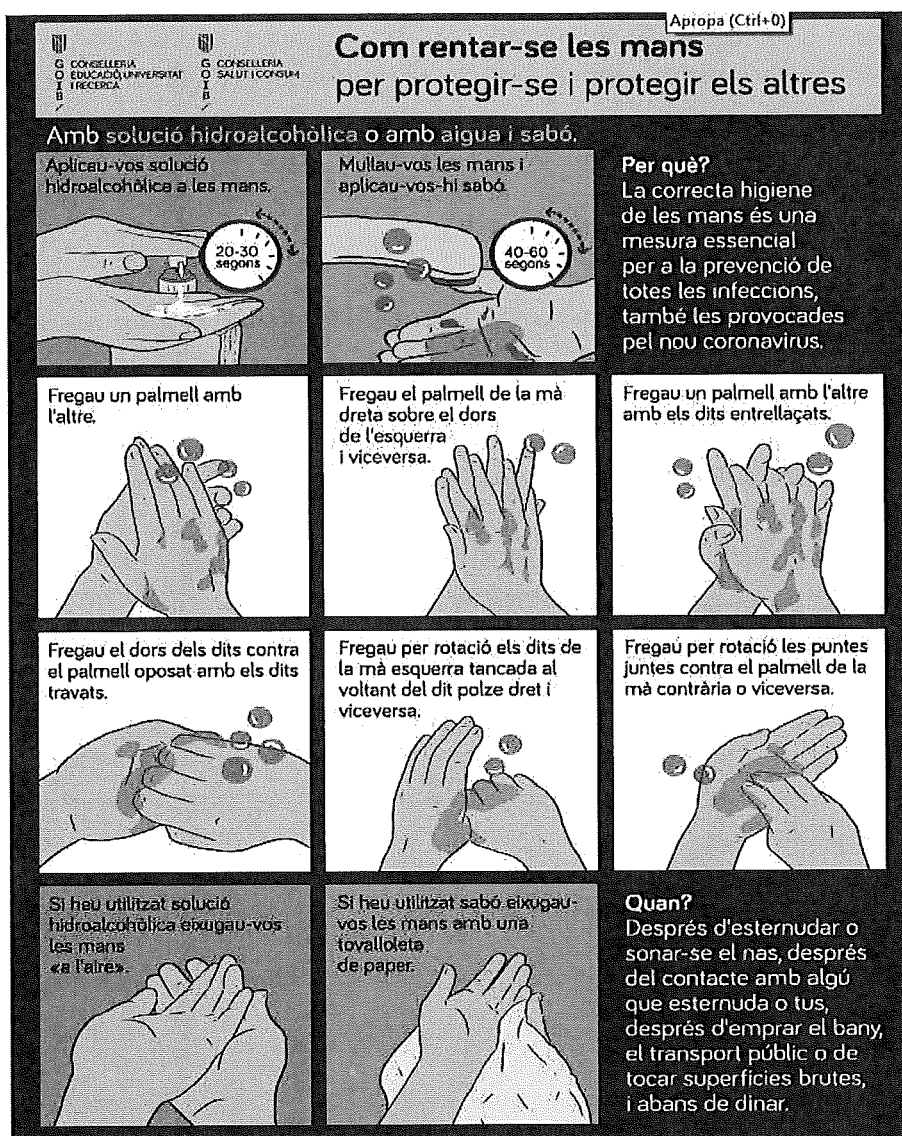 Apropa (Ctrl+0)
G CONSELLERIA
O EDUCACIÓ, UNIVERSITAT
I I RECERCA
B
/
G CONSELLERIA
O SALUT I CONSUM
I
B
/
Com rentar-se les mans
per protegir-se i protegir els altres
Amb solució hidroalcohòlica o amb aigua i sabó.
Aplicau-vos solució
hidroalcohòlica a les mans.
20-30
segons
Mullau-vos les mans i
aplicau-vos-hi sabó.
40-60
segons
Per què?
La correcta higiene
de les mans és una
mesura essencial
per a la prevenció de
totes les infeccions,
també les provocades
pel nou coronavirus.
Fregau un palmell amb
l'altre.
Fregau el palmell de la mà
dreta sobre el dors
de l'esquerra
i viceversa.
Fregau un palmell amb l'altre
amb els dits entrellaçats.
Fregau el dors dels dits contra
el palmell oposat amb els dits
travats.
Fregau per rotació els dits de
la mà esquerra tancada al
voltant del dit polze dret i
viceversa.
Fregau per rotació les puntes
juntes contra el palmell de la
mà contrària o viceversa.
Si heu utilitzat solució
hidroalcohòlica eixugau-vos
les mans
«a l'aire».
Si heu utilitzat sabó eixugau-
vos les mans amb una
tovalloleta
de paper.
Quan?
Després d'esternudar o
sonar-se el nas, després
del contacte amb algú
que esternuda o tus,
després d'emprar el bany,
el transport públic o de
tocar superfícies brutes,
i abans de dinar.